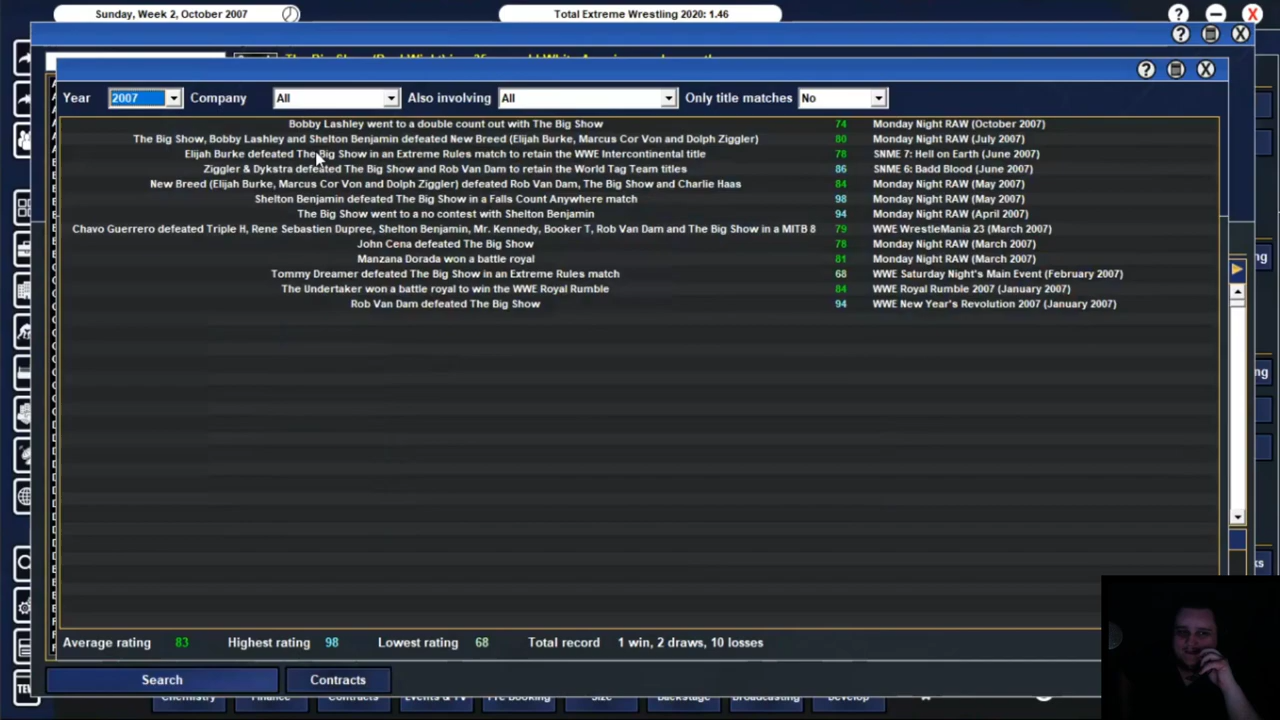 Sunday, Week 2, October 2007
Total Extreme Wrestling 2020: 1.46
Year 2007 Company All Also involving All Only title matches No
Bobby Lashley went to a double count out with The Big Show 74 Monday Night RAW (October 2007)
The Big Show, Bobby Lashley and Shelton Benjamin defeated New Breed (Elijah Burke, Marcus Cor Von and Dolph Ziggler) 80 Monday Night RAW (July 2007)
Elijah Burke defeated The Big Show in an Extreme Rules match to retain the WWE Intercontinental title 78 SNME 7: Hell on Earth (June 2007)
Ziggler & Dykstra defeated The Big Show and Rob Van Dam to retain the World Tag Team titles 86 SNME 6: Badd Blood (June 2007)
New Breed (Elijah Burke, Marcus Cor Von and Dolph Ziggler) defeated Rob Van Dam, The Big Show and Charlie Haas 84 Monday Night RAW (May 2007)
Shelton Benjamin defeated The Big Show in a Falls Count Anywhere match 98 Monday Night RAW (May 2007)
The Big Show went to a no contest with Shelton Benjamin 94 Monday Night RAW (April 2007)
Chavo Guerrero defeated Triple H, Rene Sebastien Dupree, Shelton Benjamin, Mr. Kennedy, Booker T, Rob Van Dam and The Big Show in a MITB 8 79 WWE WrestleMania 23 (March 2007)
John Cena defeated The Big Show 78 Monday Night RAW (March 2007)
Manzana Dorada won a battle royal 81 Monday Night RAW (March 2007)
Tommy Dreamer defeated The Big Show in an Extreme Rules match 68 WWE Saturday Night's Main Event (February 2007)
The Undertaker won a battle royal to win the WWE Royal Rumble 84 WWE Royal Rumble 2007 (January 2007)
Rob Van Dam defeated The Big Show 94 WWE New Year's Revolution 2007 (January 2007)
Average rating 83 Highest rating 98 Lowest rating 68 Total record 1 win, 2 draws, 10 losses
Search Contracts